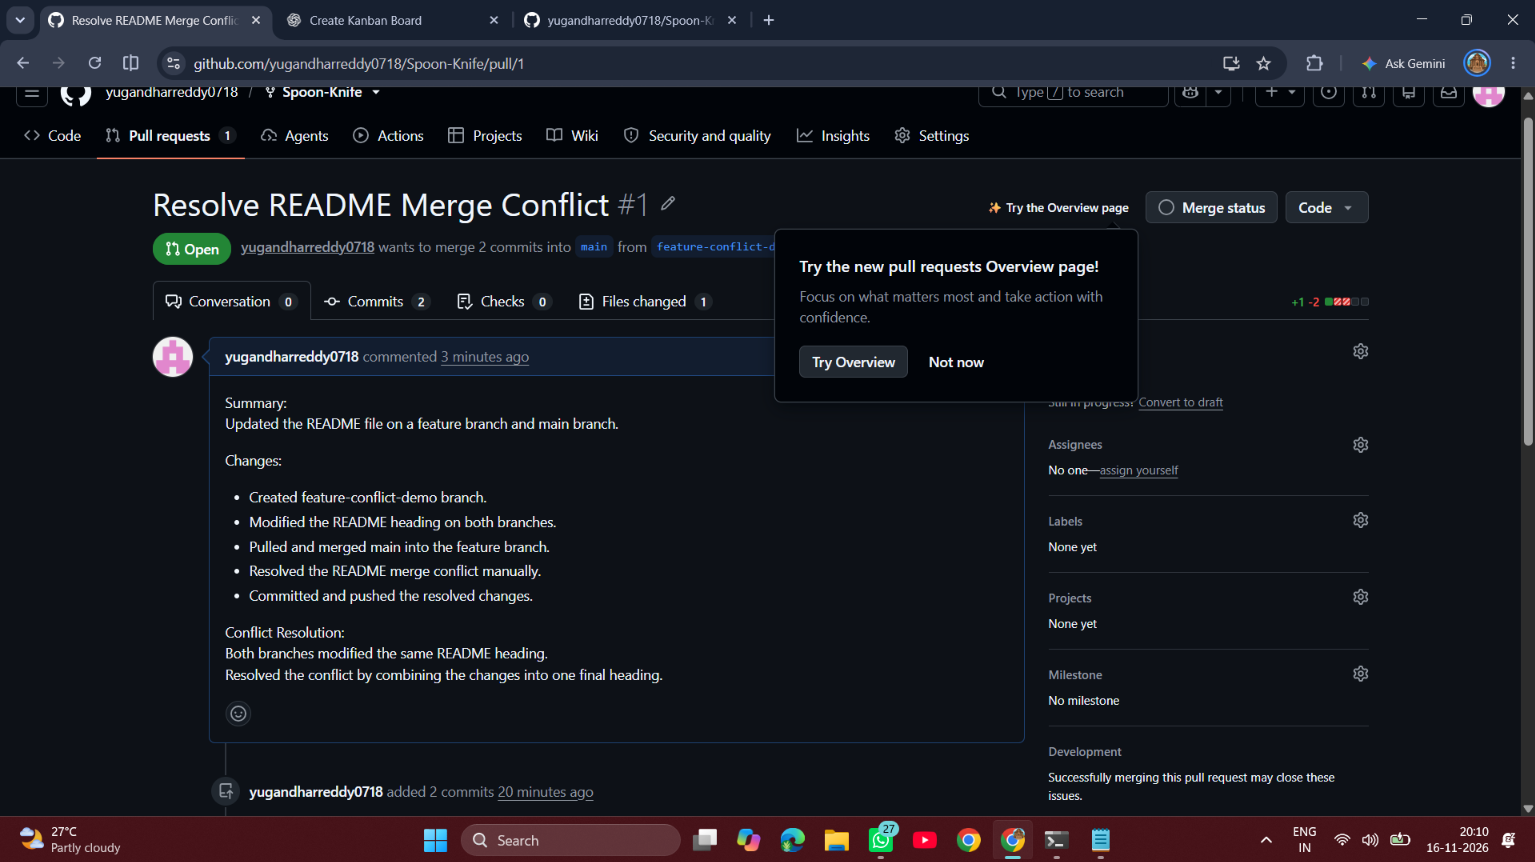 Resolve README Merge Conflic
Create Kanban Board
yugandharreddy0718/Spoon-K
github.com/yugandharreddy0718/Spoon-Knife/pull/1
Ask Gemini
yugandharreddy0718 / Spoon-Knife
Type / to search
Code
Pull requests 1
Agents
Actions
Projects
Wiki
Security and quality
Insights
Settings
Resolve README Merge Conflict #1
Try the Overview page
Merge status
Code
Open
yugandharreddy0718 wants to merge 2 commits into main from feature-conflict-d
Try the new pull requests Overview page!
Focus on what matters most and take action with
confidence.
Try Overview
Not now
Conversation 0
Commits 2
Checks 0
Files changed 1
+1 -2
yugandharreddy0718 commented 3 minutes ago
Summary:
Updated the README file on a feature branch and main branch.
Changes:
• Created feature-conflict-demo branch.
• Modified the README heading on both branches.
• Pulled and merged main into the feature branch.
• Resolved the README merge conflict manually.
• Committed and pushed the resolved changes.
Conflict Resolution:
Both branches modified the same README heading.
Resolved the conflict by combining the changes into one final heading.
yugandharreddy0718 added 2 commits 20 minutes ago
Still in progress? Convert to draft
Assignees
No one—assign yourself
Labels
None yet
Projects
None yet
Milestone
No milestone
Development
Successfully merging this pull request may close these
issues.
27°C
Partly cloudy
Search
27
ENG
IN
20:10
16-11-2026